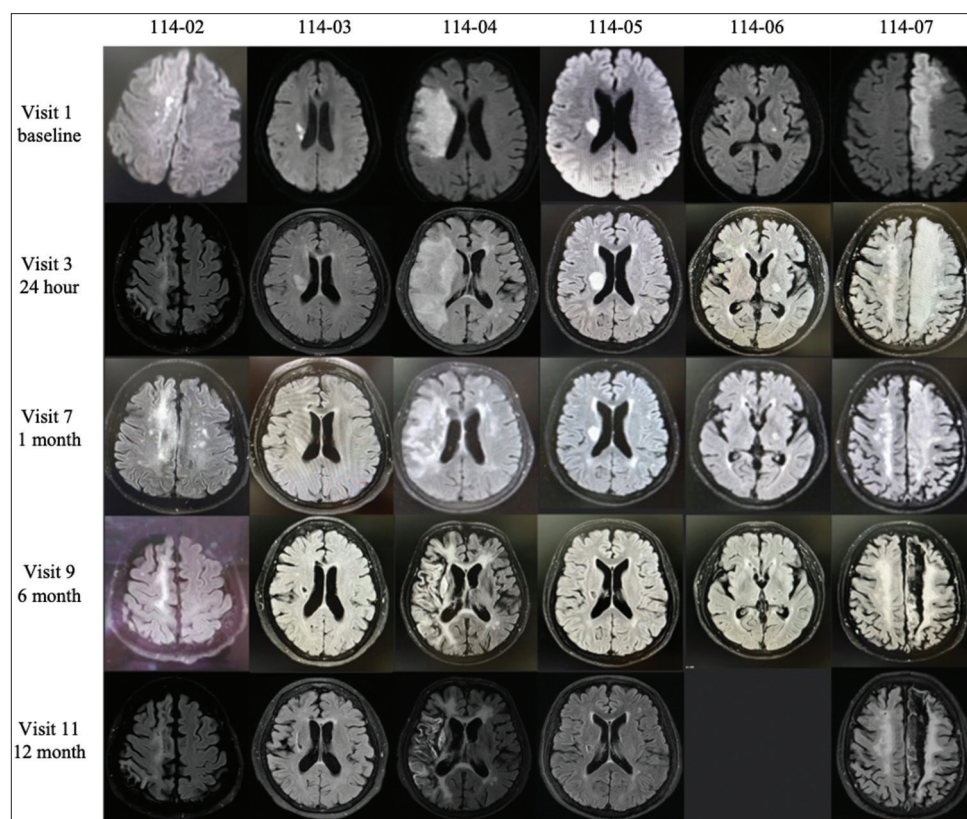 114-02 114-03 114-04 114-05 114-06 114-07
Visit 1
baseline
Visit 3
24 hour
Visit 7
1 month
Visit 9
6 month
Visit 11
12 month